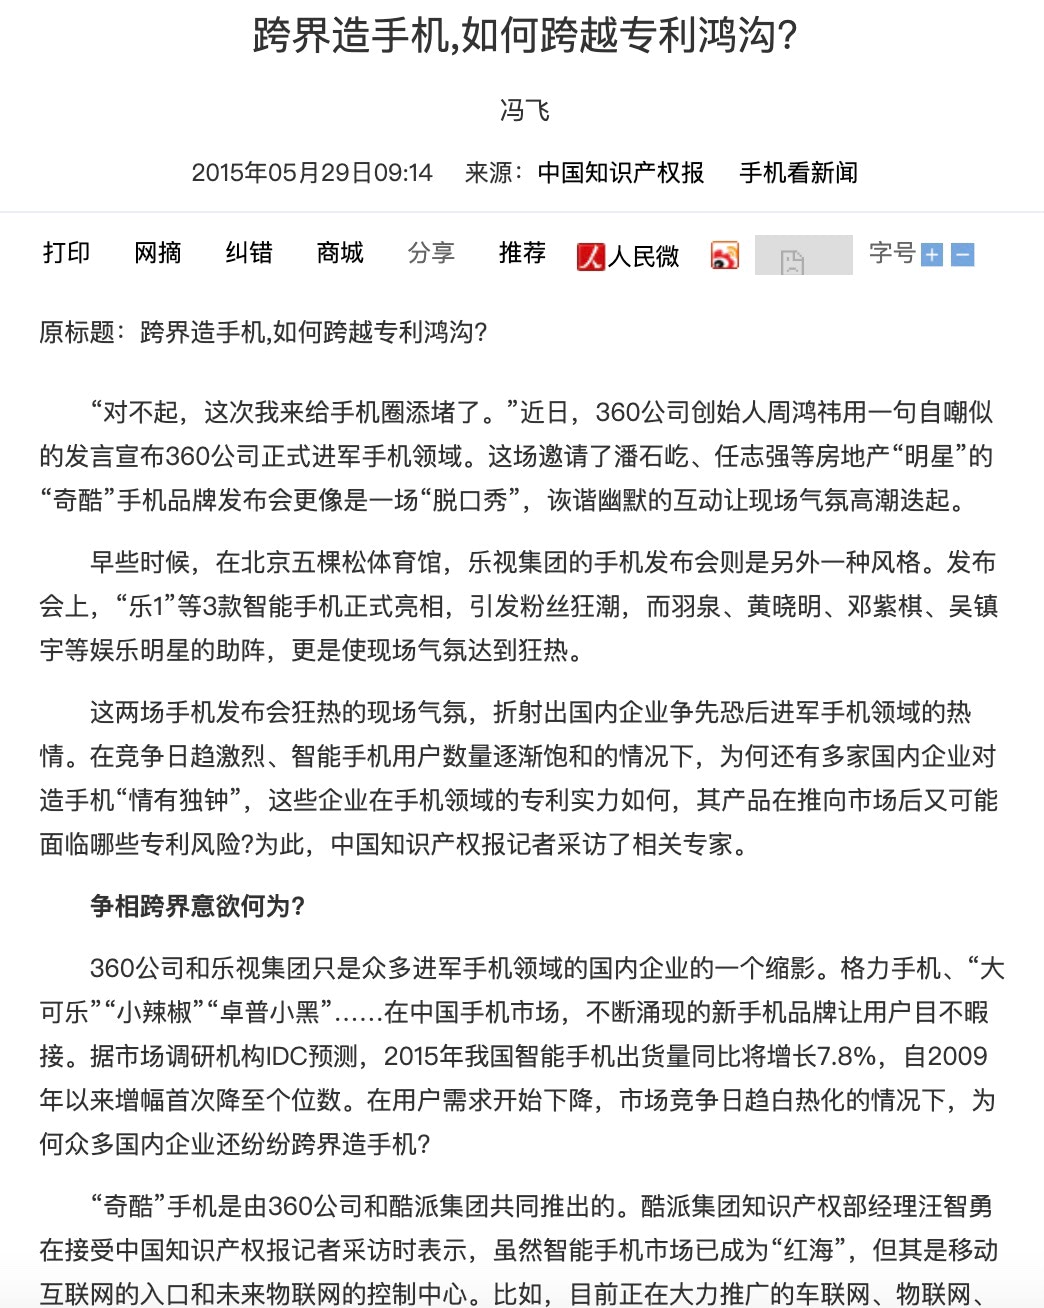 跨界造手机,如何跨越专利鸿沟?
冯飞
2015年05月29日09:14 来源：中国知识产权报 手机看新闻
打印 网摘 纠错 商城 分享 推荐 人 人民微 字号 + −
原标题：跨界造手机,如何跨越专利鸿沟?
“对不起，这次我来给手机圈添堵了。”近日，360公司创始人周鸿祎用一句自嘲似
的发言宣布360公司正式进军手机领域。这场邀请了潘石屹、任志强等房地产“明星”的
“奇酷”手机品牌发布会更像是一场“脱口秀”，诙谐幽默的互动让现场气氛高潮迭起。
早些时候，在北京五棵松体育馆，乐视集团的手机发布会则是另外一种风格。发布
会上，“乐1”等3款智能手机正式亮相，引发粉丝狂潮，而羽泉、黄晓明、邓紫棋、吴镇
宇等娱乐明星的助阵，更是使现场气氛达到狂热。
这两场手机发布会狂热的现场气氛，折射出国内企业争先恐后进军手机领域的热
情。在竞争日趋激烈、智能手机用户数量逐渐饱和的情况下，为何还有多家国内企业对
造手机“情有独钟”，这些企业在手机领域的专利实力如何，其产品在推向市场后又可能
面临哪些专利风险?为此，中国知识产权报记者采访了相关专家。
争相跨界意欲何为?
360公司和乐视集团只是众多进军手机领域的国内企业的一个缩影。格力手机、“大
可乐”“小辣椒”“卓普小黑”……在中国手机市场，不断涌现的新手机品牌让用户目不暇
接。据市场调研机构IDC预测，2015年我国智能手机出货量同比将增长7.8%，自2009
年以来增幅首次降至个位数。在用户需求开始下降，市场竞争日趋白热化的情况下，为
何众多国内企业还纷纷跨界造手机?
“奇酷”手机是由360公司和酷派集团共同推出的。酷派集团知识产权部经理汪智勇
在接受中国知识产权报记者采访时表示，虽然智能手机市场已成为“红海”，但其是移动
互联网的入口和未来物联网的控制中心。比如，目前正在大力推广的车联网、物联网、